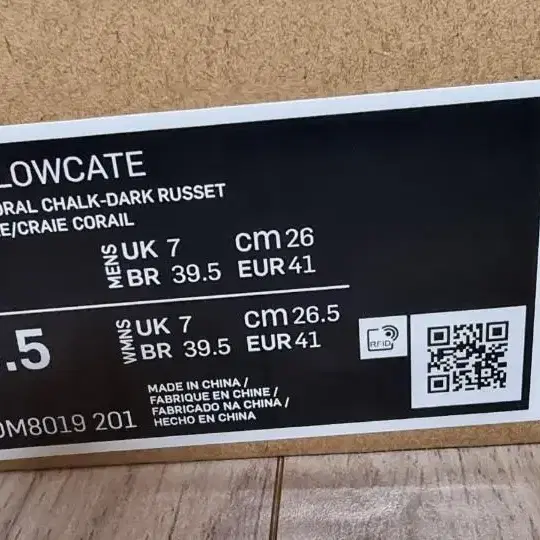 LOWCATE
ORAL CHALK-DARK RUSSET
E/CRAIE CORAIL
MENS UK 7 cm 26
BR 39.5 EUR 41
.5
WMNS UK 7 cm 26.5
BR 39.5 EUR 41
RFID
MADE IN CHINA /
FABRIQUE EN CHINE /
FABRICADO NA CHINA /
HECHO EN CHINA
DM8019 201